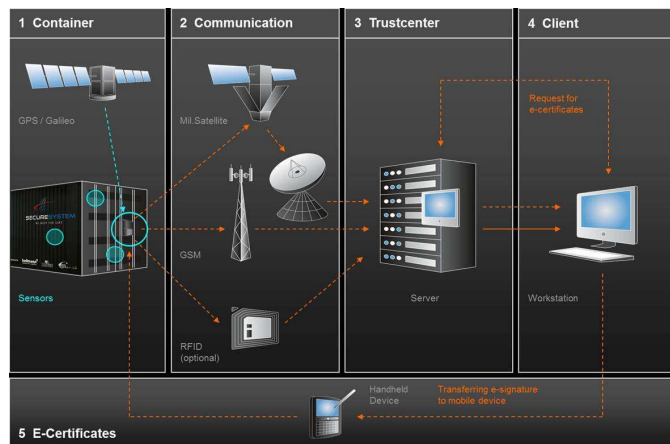 1 Container
2 Communication
3 Trustcenter
4 Client
GPS / Galileo
Mil.Satellite
Request for
e-certificates
SECURESYSTEM
GSM
Sensors
Server
Workstation
RFID
(optional)
Handheld
Device
Transferring e-signature
to mobile device
5 E-Certificates